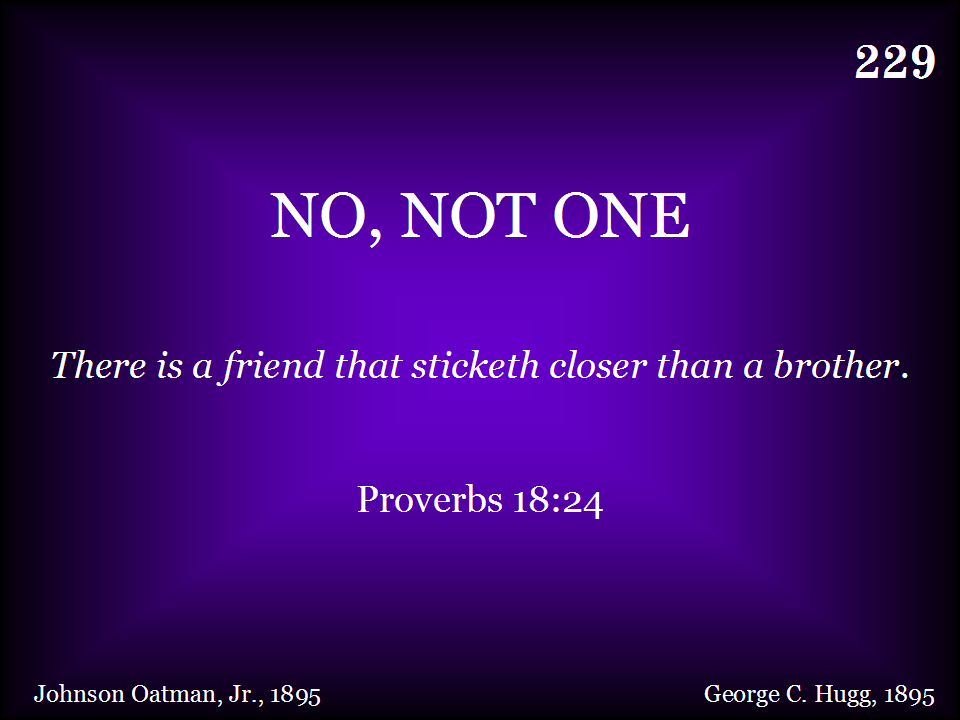 229
NO, NOT ONE
There is a friend that sticketh closer than a brother.
Proverbs 18:24
Johnson Oatman, Jr., 1895
George C. Hugg, 1895